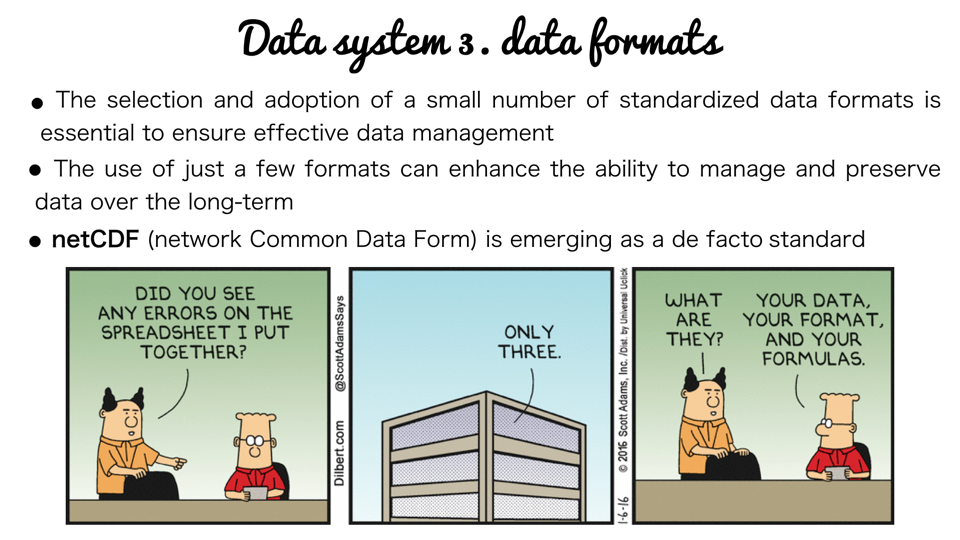 Data system 3. data formats
● The selection and adoption of a small number of standardized data formats is
essential to ensure effective data management
● The use of just a few formats can enhance the ability to manage and preserve
data over the long-term
● netCDF (network Common Data Form) is emerging as a de facto standard
DID YOU SEE
ANY ERRORS ON THE
SPREADSHEET I PUT
TOGETHER?
Dilbert.com @ScottAdamsSays
ONLY
THREE.
1-6-16 © 2016 Scott Adams, Inc. /Dist. by Universal Uclick
WHAT
ARE
THEY?
YOUR DATA,
YOUR FORMAT,
AND YOUR
FORMULAS.